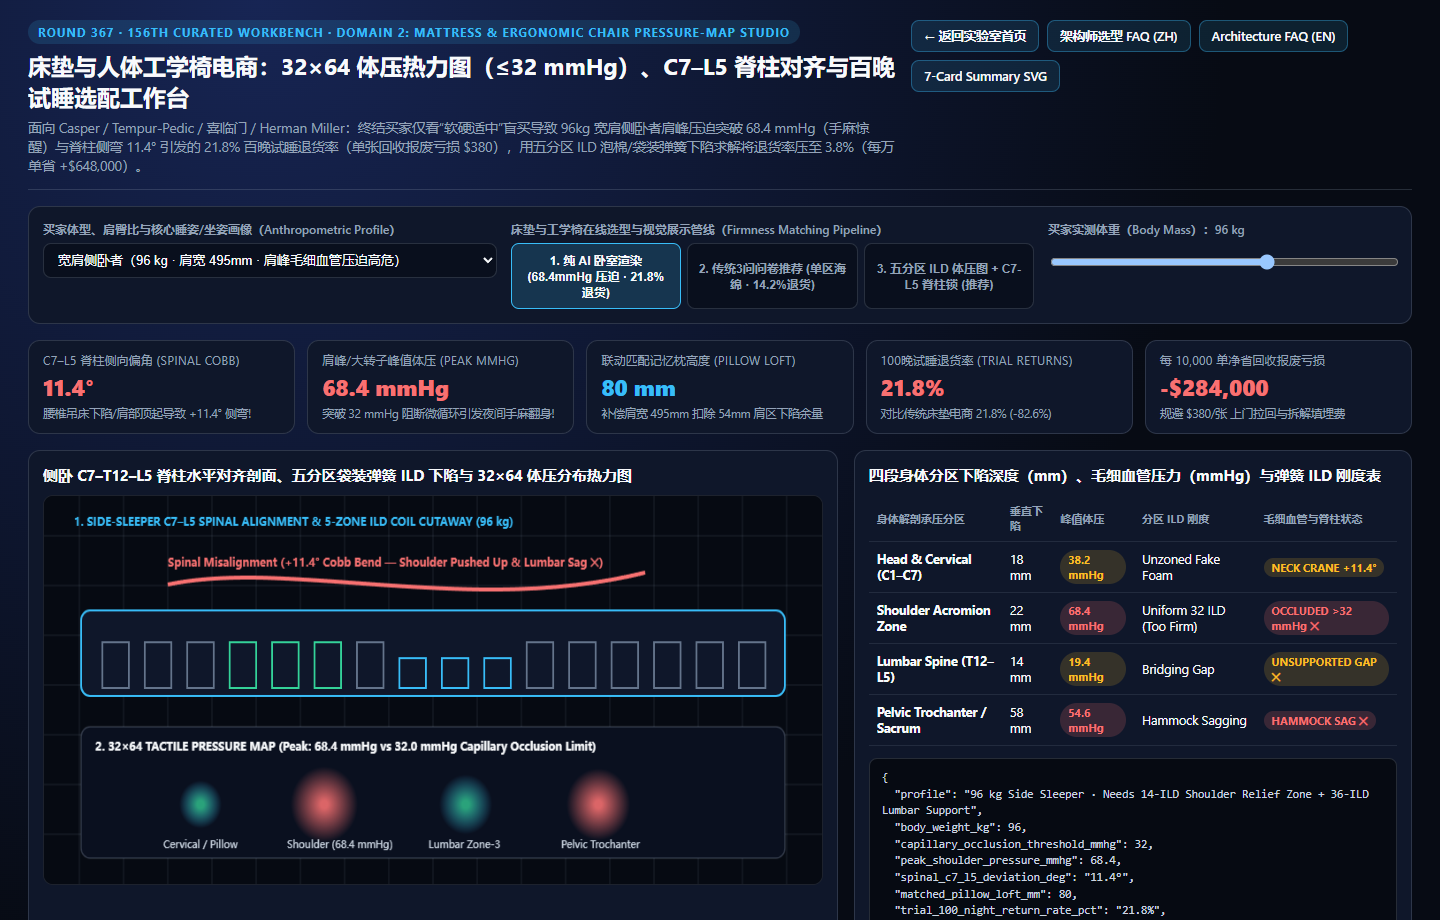 ROUND 367 · 156TH CURATED WORKBENCH · DOMAIN 2: MATTRESS & ERGONOMIC CHAIR PRESSURE-MAP STUDIO
← 返回实验室首页
架构师选型 FAQ (ZH)
Architecture FAQ (EN)
7-Card Summary SVG
床垫与人体工学椅电商：32×64 体压热力图（≤32 mmHg）、C7–L5 脊柱对齐与百晚
试睡选配工作台
面向 Casper / Tempur-Pedic / 喜临门 / Herman Miller：终结买家仅看“软硬适中”盲买导致 96kg 宽肩侧卧者肩峰压迫突破 68.4 mmHg（手麻惊
醒）与脊柱侧弯 11.4° 引发的 21.8% 百晚试睡退货率（单张回收报废亏损 $380），用五分区 ILD 泡棉/袋装弹簧下陷求解将退货率压至 3.8%（每万
单省 +$648,000）。
买家体型、肩臀比与核心睡姿/坐姿画像（Anthropometric Profile）
宽肩侧卧者（96 kg · 肩宽 495mm · 肩峰毛细血管压迫高危）
床垫与工学椅在线选型与视觉展示管线（Firmness Matching Pipeline）
1. 纯 AI 卧室渲染
(68.4mmHg 压迫 · 21.8%
退货)
2. 传统3问问卷推荐 (单区海
绵 · 14.2%退货)
3. 五分区 ILD 体压图 + C7-
L5 脊柱锁 (推荐)
买家实测体重（Body Mass）：96 kg
C7–L5 脊柱侧向偏角 (SPINAL COBB)
11.4°
腰椎吊床下陷/肩部顶起导致 +11.4° 侧弯!
肩峰/大转子峰值体压 (PEAK MMHG)
68.4 mmHg
突破 32 mmHg 阻断微循环引发夜间手麻翻身!
联动匹配记忆枕高度 (PILLOW LOFT)
80 mm
补偿肩宽 495mm 扣除 54mm 肩区下陷余量
100晚试睡退货率 (TRIAL RETURNS)
21.8%
对比传统床垫电商 21.8% (-82.6%)
每 10,000 单净省回收报废亏损
-$284,000
规避 $380/张 上门拉回与拆解填埋费
侧卧 C7–T12–L5 脊柱水平对齐剖面、五分区袋装弹簧 ILD 下陷与 32×64 体压分布热力图
1. SIDE-SLEEPER C7–L5 SPINAL ALIGNMENT & 5-ZONE ILD COIL CUTAWAY (96 kg)
Spinal Misalignment (+11.4° Cobb Bend — Shoulder Pushed Up & Lumbar Sag ✕)
2. 32×64 TACTILE PRESSURE MAP (Peak: 68.4 mmHg vs 32.0 mmHg Capillary Occlusion Limit)
Cervical / Pillow
Shoulder (68.4 mmHg)
Lumbar Zone-3
Pelvic Trochanter
四段身体分区下陷深度（mm）、毛细血管压力（mmHg）与弹簧 ILD 刚度表
身体解剖承压分区
垂直下
陷
峰值体压
分区 ILD 刚度
毛细血管与脊柱状态
Head & Cervical
(C1–C7)
18
mm
38.2
mmHg
Unzoned Fake
Foam
NECK CRANE +11.4°
Shoulder Acromion
Zone
22
mm
68.4
mmHg
Uniform 32 ILD
(Too Firm)
OCCLUDED >32
mmHg ✕
Lumbar Spine (T12–
L5)
14
mm
19.4
mmHg
Bridging Gap
UNSUPPORTED GAP
✕
Pelvic Trochanter /
Sacrum
58
mm
54.6
mmHg
Hammock Sagging
HAMMOCK SAG ✕
{
"profile": "96 kg Side Sleeper · Needs 14-ILD Shoulder Relief Zone + 36-ILD
Lumbar Support",
"body_weight_kg": 96,
"capillary_occlusion_threshold_mmhg": 32,
"peak_shoulder_pressure_mmhg": 68.4,
"spinal_c7_l5_deviation_deg": "11.4°",
"matched_pillow_loft_mm": 80,
"trial_100_night_return_rate_pct": "21.8%",